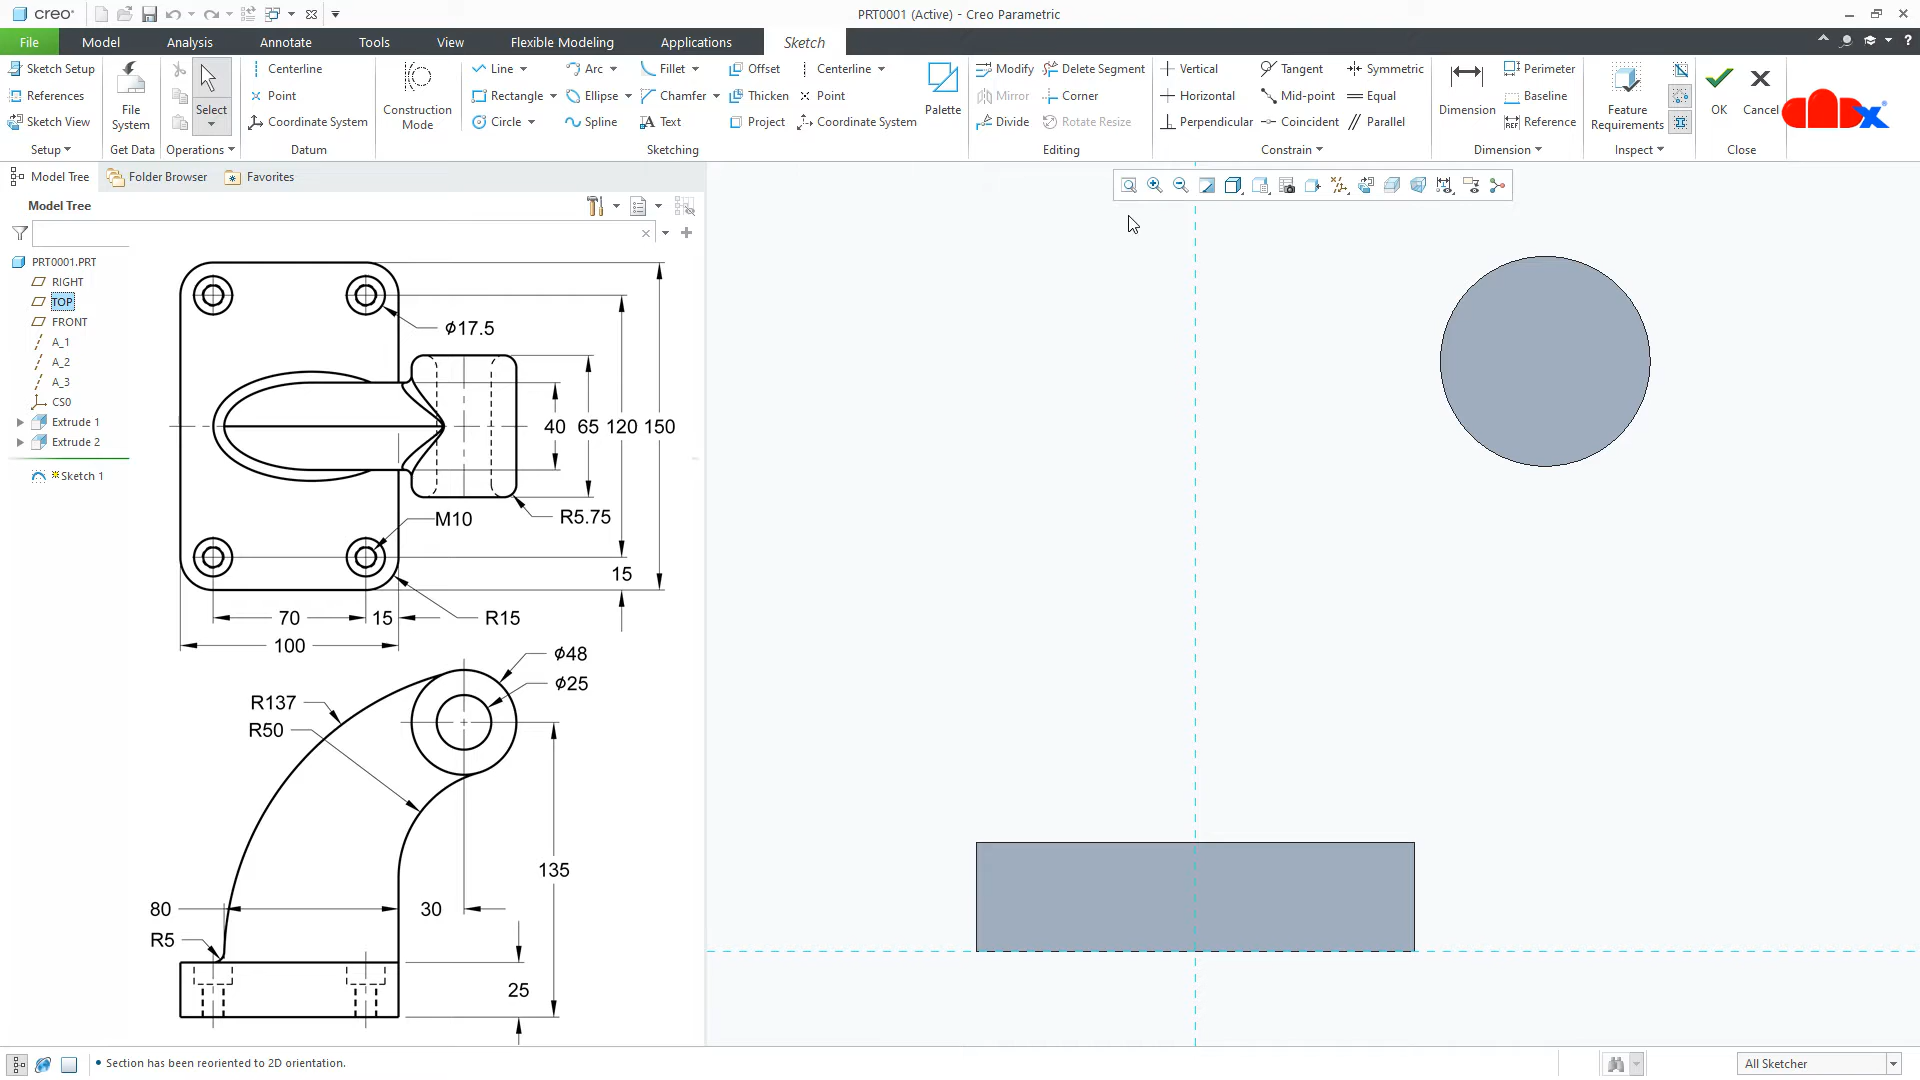 creo
PRT0001 (Active) - Creo Parametric
File Model Analysis Annotate Tools View Flexible Modeling Applications Sketch
Sketch Setup
References
Sketch View
Setup
File System
Get Data
Select
Operations
Centerline
Point
Coordinate System
Datum
Construction Mode
Line Arc Fillet Offset Centerline
Rectangle Ellipse Chamfer Thicken Point
Circle Spline Text Project Coordinate System
Palette
Sketching
Modify Delete Segment
Mirror Corner
Divide Rotate Resize
Editing
Vertical Tangent Symmetric
Horizontal Mid-point Equal
Perpendicular Coincident Parallel
Constrain
Dimension
Perimeter
Baseline
REF Reference
Dimension
Feature Requirements
Inspect
OK Cancel
Close
Model Tree Folder Browser Favorites
Model Tree
PRT0001.PRT
RIGHT
TOP
FRONT
A_1
A_2
A_3
CS0
Extrude 1
Extrude 2
Sketch 1
ϕ17.5
40 65 120 150
M10
R5.75
15
70 15
R15
100
ϕ48
ϕ25
R137
R50
135
80
30
R5
25
Section has been reoriented to 2D orientation.
All Sketcher